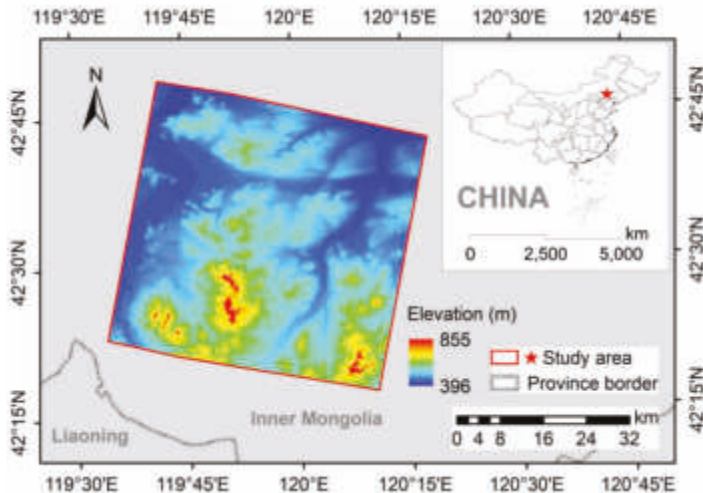 119°30′E 119°45′E 120°E 120°15′E 120°30′E 120°45′E
N
42°45′N
42°30′N
42°15′N
CHINA
km
0 2,500 5,000
42°45′N
42°30′N
42°15′N
Elevation (m)
855
396
Study area
Province border
Inner Mongolia
Liaoning
km
0 4 8 16 24 32
119°30′E 119°45′E 120°E 120°15′E 120°30′E 120°45′E